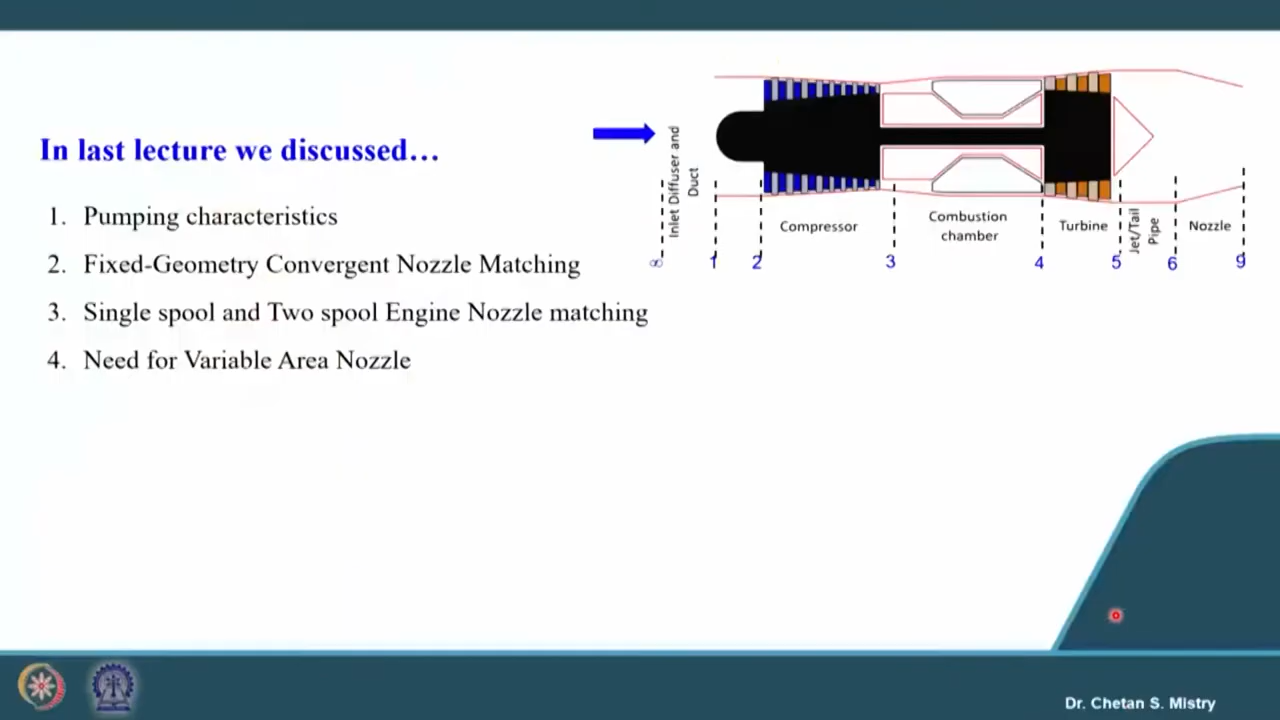 In last lecture we discussed…
1. Pumping characteristics
2. Fixed-Geometry Convergent Nozzle Matching
3. Single spool and Two spool Engine Nozzle matching
4. Need for Variable Area Nozzle
Inlet Diffuser and
Duct
Compressor
Combustion
chamber
Turbine
Jet/Tail
Pipe
Nozzle
∞ 1 2 3 4 5 6 9
Dr. Chetan S. Mistry